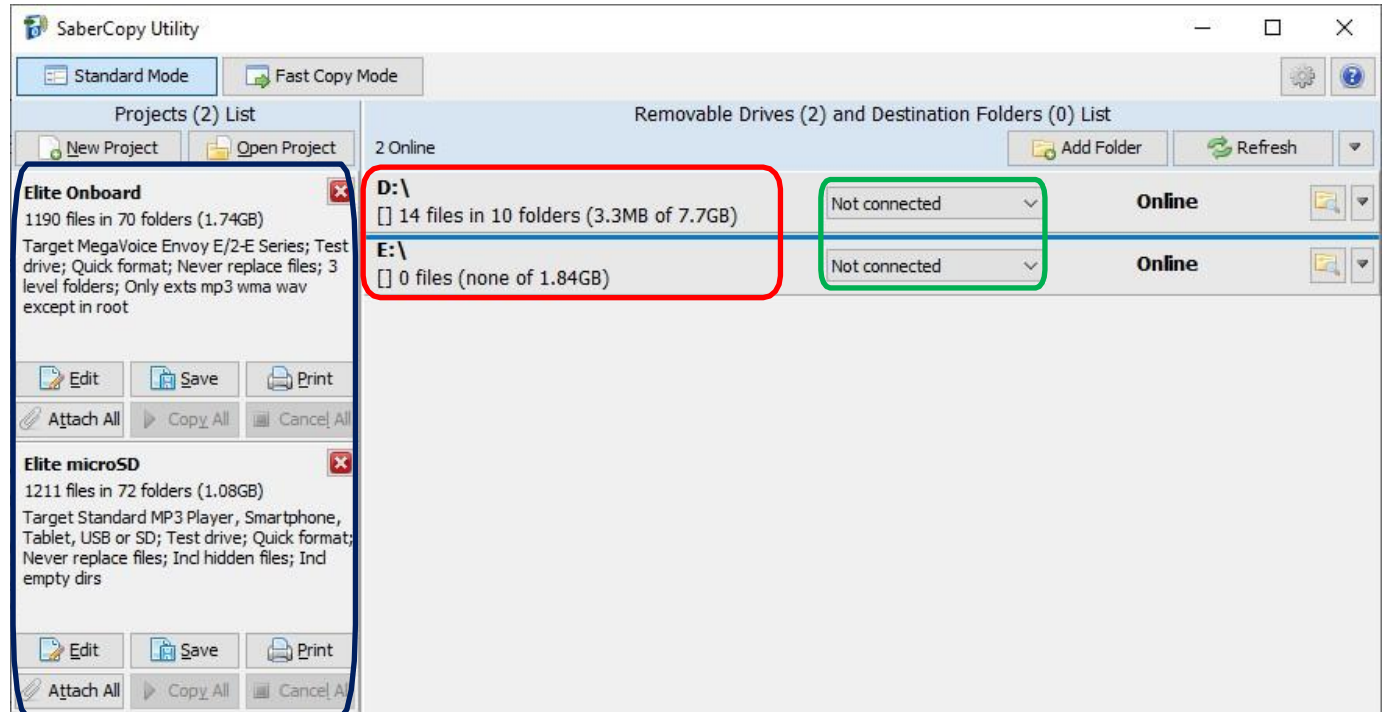 SaberCopy Utility
Standard Mode
Fast Copy Mode
Projects (2) List
Removable Drives (2) and Destination Folders (0) List
New Project
Open Project
2 Online
Add Folder
Refresh
Elite Onboard
1190 files in 70 folders (1.74GB)
Target MegaVoice Envoy E/2-E Series; Test
drive; Quick format; Never replace files; 3
level folders; Only exts mp3 wma wav
except in root
Edit
Save
Print
Attach All
Copy All
Cancel All
Elite microSD
1211 files in 72 folders (1.08GB)
Target Standard MP3 Player, Smartphone,
Tablet, USB or SD; Test drive; Quick format;
Never replace files; Incl hidden files; Incl
empty dirs
Edit
Save
Print
Attach All
Copy All
Cancel All
D:\
[] 14 files in 10 folders (3.3MB of 7.7GB)
Not connected
Online
E:\
[] 0 files (none of 1.84GB)
Not connected
Online